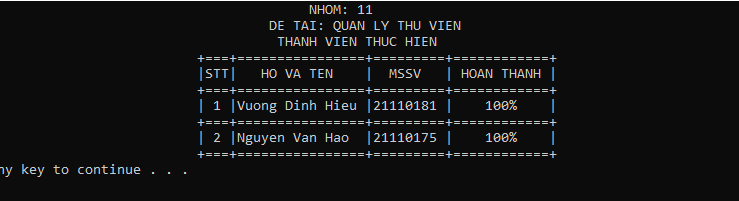 NHOM: 11
DE TAI: QUAN LY THU VIEN
THANH VIEN THUC HIEN
+===+================+=========+============+
|STT|   HO VA TEN    |  MSSV   | HOAN THANH |
+===+================+=========+============+
| 1 |Vuong Dinh Hieu |21110181 |    100%    |
+===+================+=========+============+
| 2 |Nguyen Van Hao  |21110175 |    100%    |
+===+================+=========+============+
ny key to continue . . .